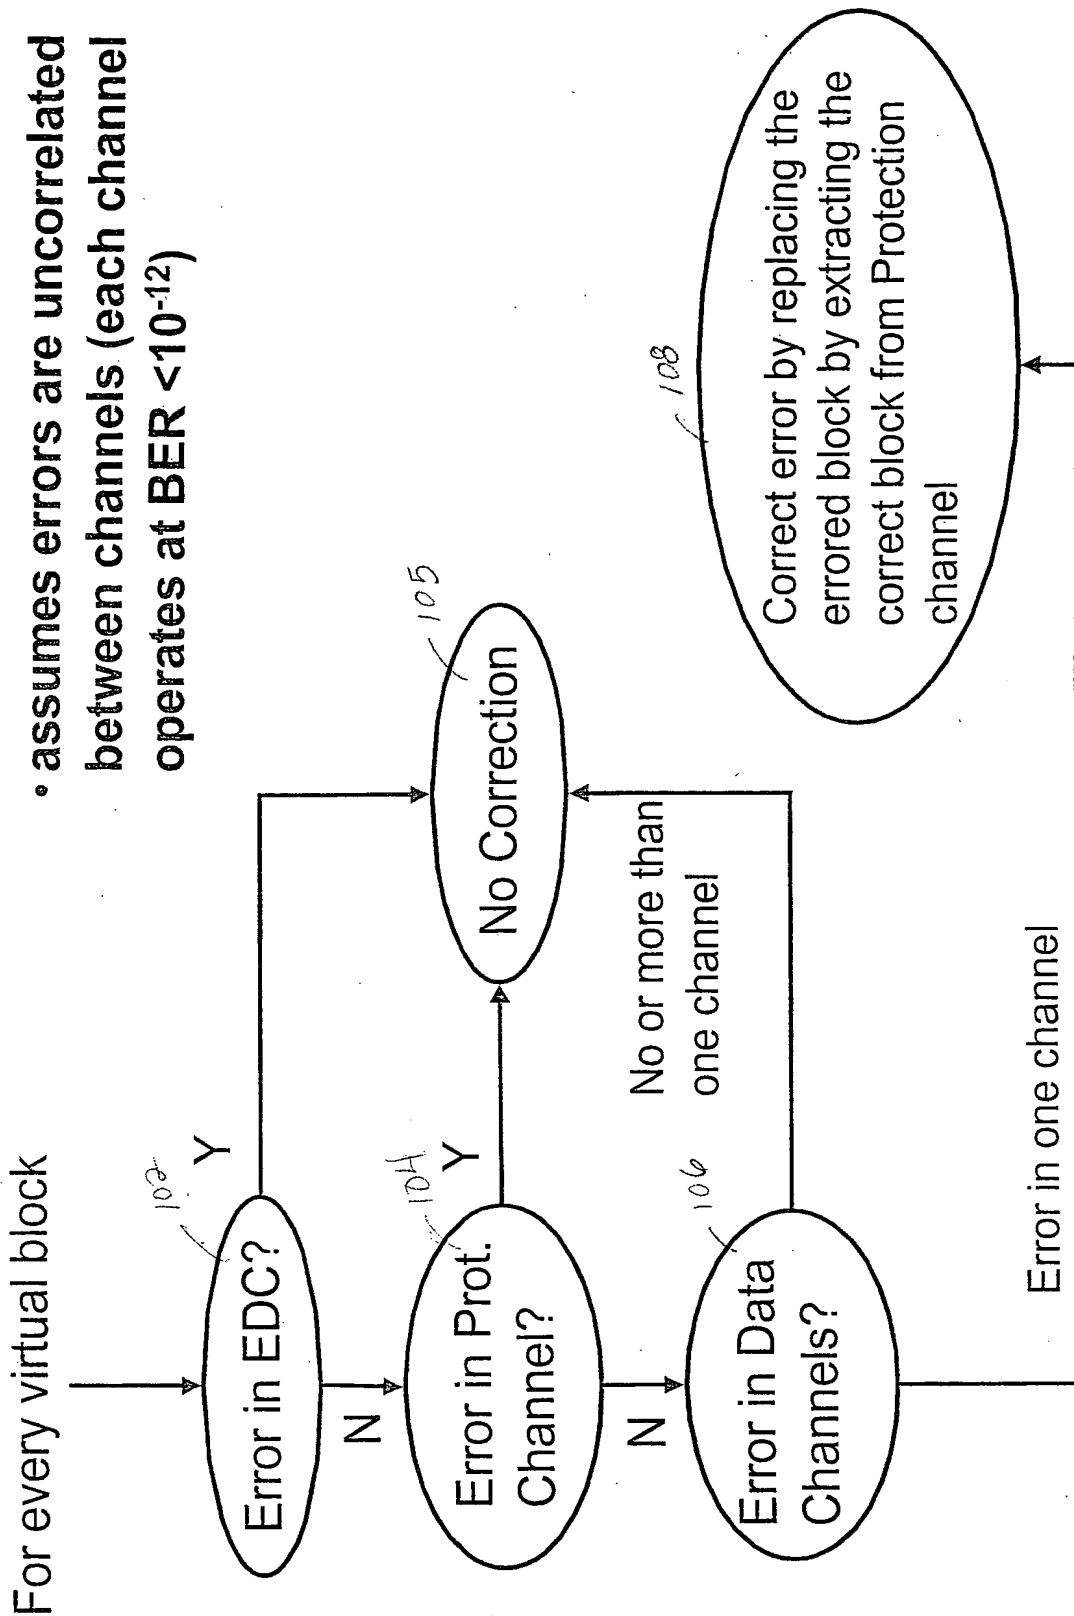 For every virtual block
° assumes errors are uncorrelated
between channels (each channel
operates at BER <10-12)
102
Error in EDC?
Y
N
104
Error in Prot.
Channel?
Y
105
No Correction
N
106
Error in Data
Channels?
No or more than
one channel
Error in one channel
108
Correct error by replacing the
errored block by extracting the
correct block from Protection
channel